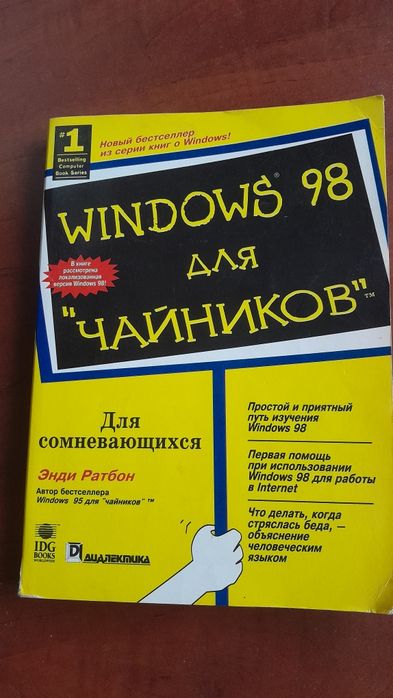 #1
Bestselling
Computer
Book Series
Новый бестселлер
из серии книг о Windows!
WINDOWS® 98
ДЛЯ
"ЧАЙНИКОВ"™
В книге
рассмотрена
локализованная
версия Windows 98!
Для
сомневающихся
Энди Ратбон
Автор бестселлера
Windows 95 для "чайников" ™
IDG
BOOKS
WORLDWIDE
ДИАЛЕКТИКА
Простой и приятный
путь изучения
Windows 98
Первая помощь
при использовании
Windows 98 для работы
в Internet
Что делать, когда
стряслась беда, —
объяснение
человеческим
языком